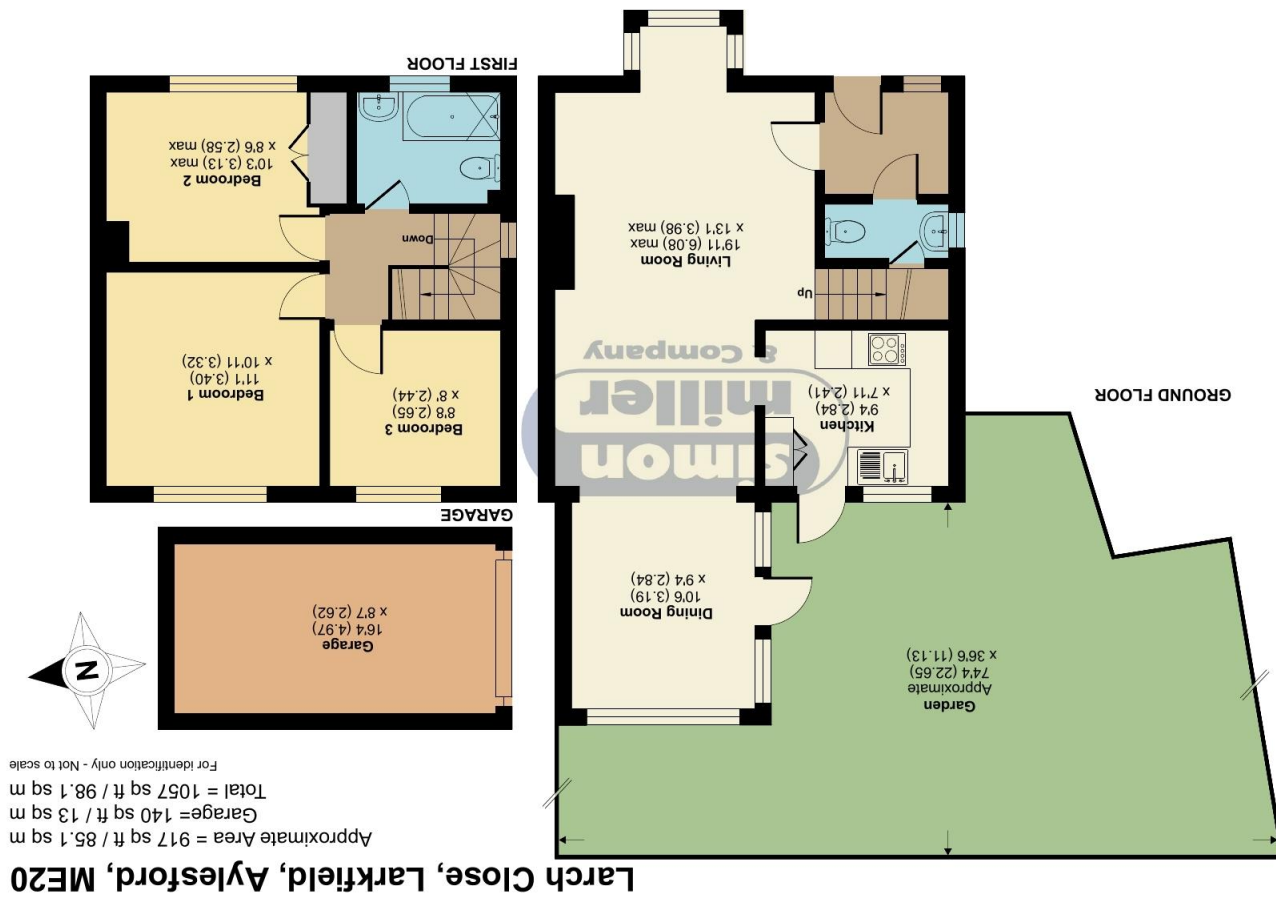 Larch Close, Larkfield, Aylesford, ME20
Approximate Area = 917 sq ft / 85.1 sq m
Garage= 140 sq ft / 13 sq m
Total = 1057 sq ft / 98.1 sq m
For identification only - Not to scale
N
Garden
Approximate
74'4 (22.65)
x 36'6 (11.13)
Dining Room
10'6 (3.19)
x 9'4 (2.84)
Garage
16'4 (4.97)
x 8'7 (2.62)
GARAGE
GROUND FLOOR
Kitchen
9'4 (2.84)
x 7'11 (2.41)
simon
miller
& Company
Bedroom 3
8'8 (2.65)
x 8' (2.44)
Bedroom 1
11'1 (3.40)
x 10'11 (3.32)
Up
Living Room
19'11 (6.08) max
x 13'1 (3.98) max
Down
Bedroom 2
10'3 (3.13) max
x 8'6 (2.58) max
FIRST FLOOR